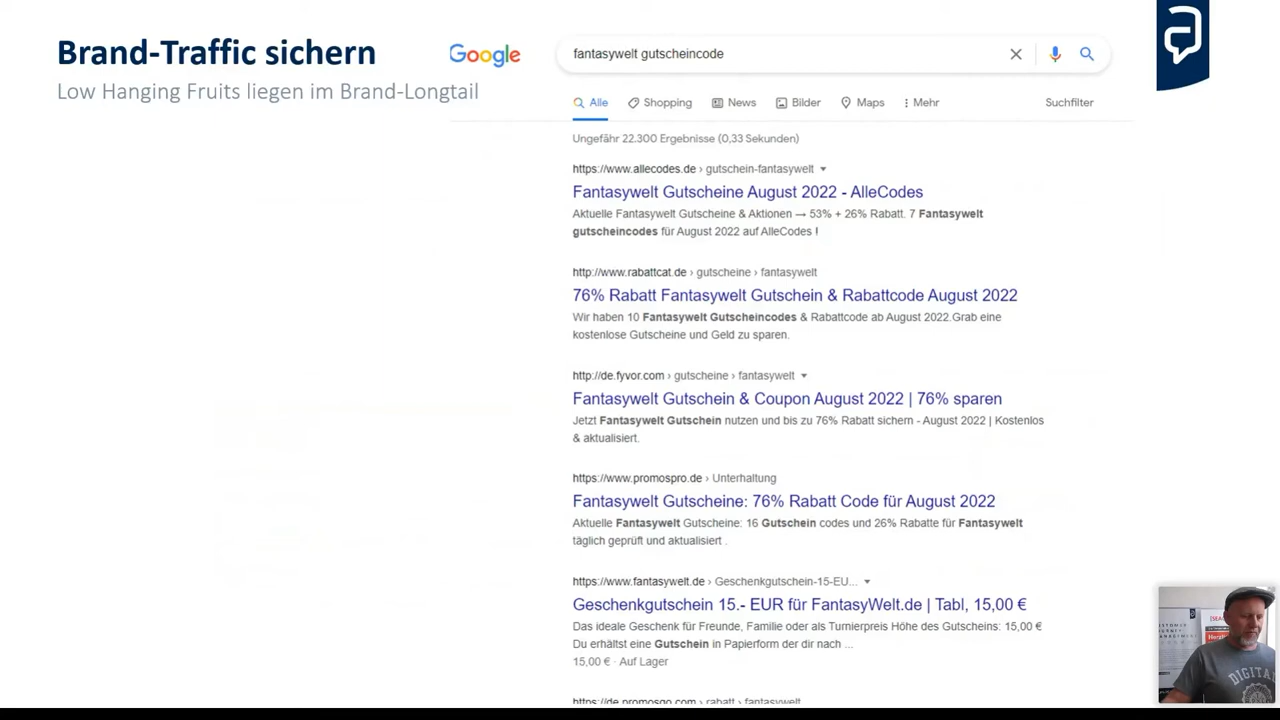 Brand-Traffic sichern
Low Hanging Fruits liegen im Brand-Longtail
Google
fantasywelt gutscheincode
Alle Shopping News Bilder Maps Mehr Suchfilter
Ungefähr 22.300 Ergebnisse (0,33 Sekunden)
https://www.allecodes.de › gutschein-fantasywelt
Fantasywelt Gutscheine August 2022 - AlleCodes
Aktuelle Fantasywelt Gutscheine & Aktionen → 53% + 26% Rabatt. 7 Fantasywelt
gutscheincodes für August 2022 auf AlleCodes !
http://www.rabattcat.de › gutscheine › fantasywelt
76% Rabatt Fantasywelt Gutschein & Rabattcode August 2022
Wir haben 10 Fantasywelt Gutscheincodes & Rabattcode ab August 2022.Grab eine
kostenlose Gutscheine und Geld zu sparen.
http://de.fyvor.com › gutscheine › fantasywelt
Fantasywelt Gutschein & Coupon August 2022 | 76% sparen
Jetzt Fantasywelt Gutschein nutzen und bis zu 76% Rabatt sichern - August 2022 | Kostenlos
& aktualisiert.
https://www.promospro.de › Unterhaltung
Fantasywelt Gutscheine: 76% Rabatt Code für August 2022
Aktuelle Fantasywelt Gutscheine: 16 Gutschein codes und 26% Rabatte für Fantasywelt
täglich geprüft und aktualisiert .
https://www.fantasywelt.de › Geschenkgutschein-15-EU...
Geschenkgutschein 15.- EUR für FantasyWelt.de | Tabl, 15,00 €
Das ideale Geschenk für Freunde, Familie oder als Turnierpreis Höhe des Gutscheins: 15,00 €
Du erhältst eine Gutschein in Papierform der dir nach ...
15,00 € · Auf Lager
https://de.promosgo.com › rabatt › fantasywelt
DIGITAL